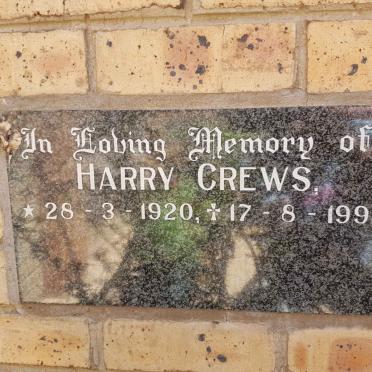 In Loving Memory of
HARRY CREWS,
★ 28 - 3 - 1920, ✝ 17 - 8 - 199